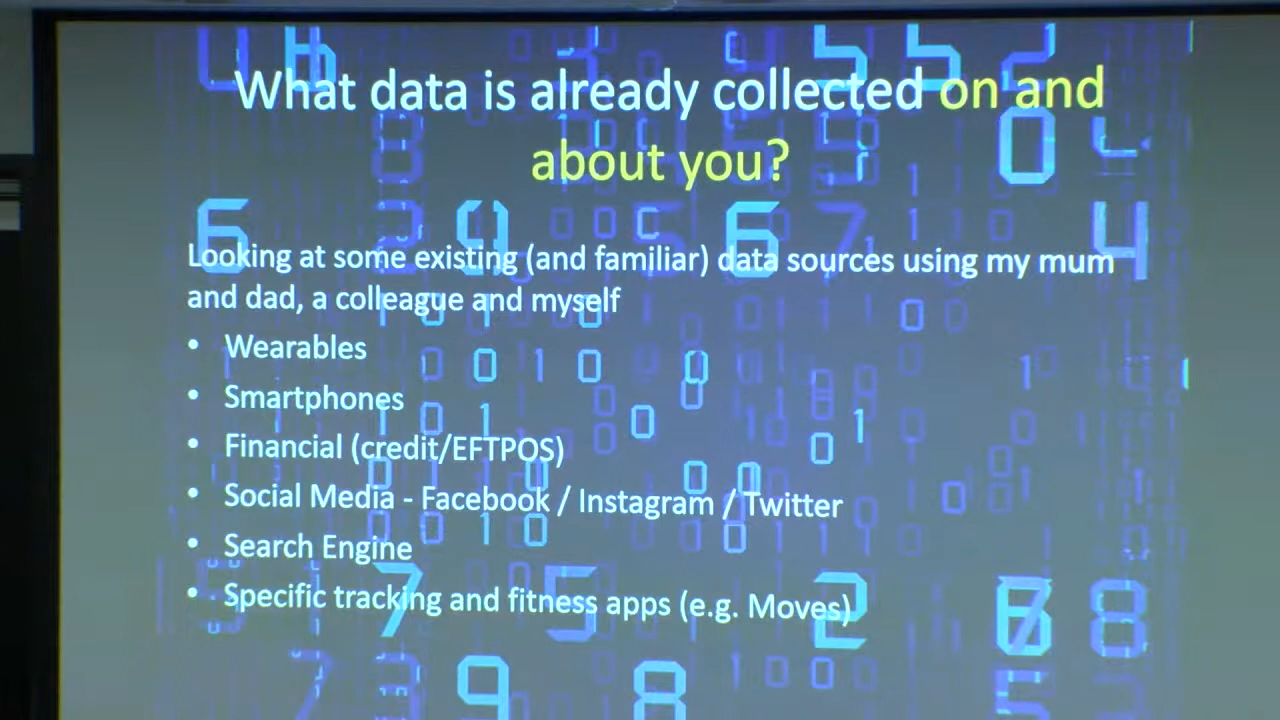 What data is already collected on and
about you?
Looking at some existing (and familiar) data sources using my mum
and dad, a colleague and myself
• Wearables
• Smartphones
• Financial (credit/EFTPOS)
• Social Media - Facebook / Instagram / Twitter
• Search Engine
• Specific tracking and fitness apps (e.g. Moves)